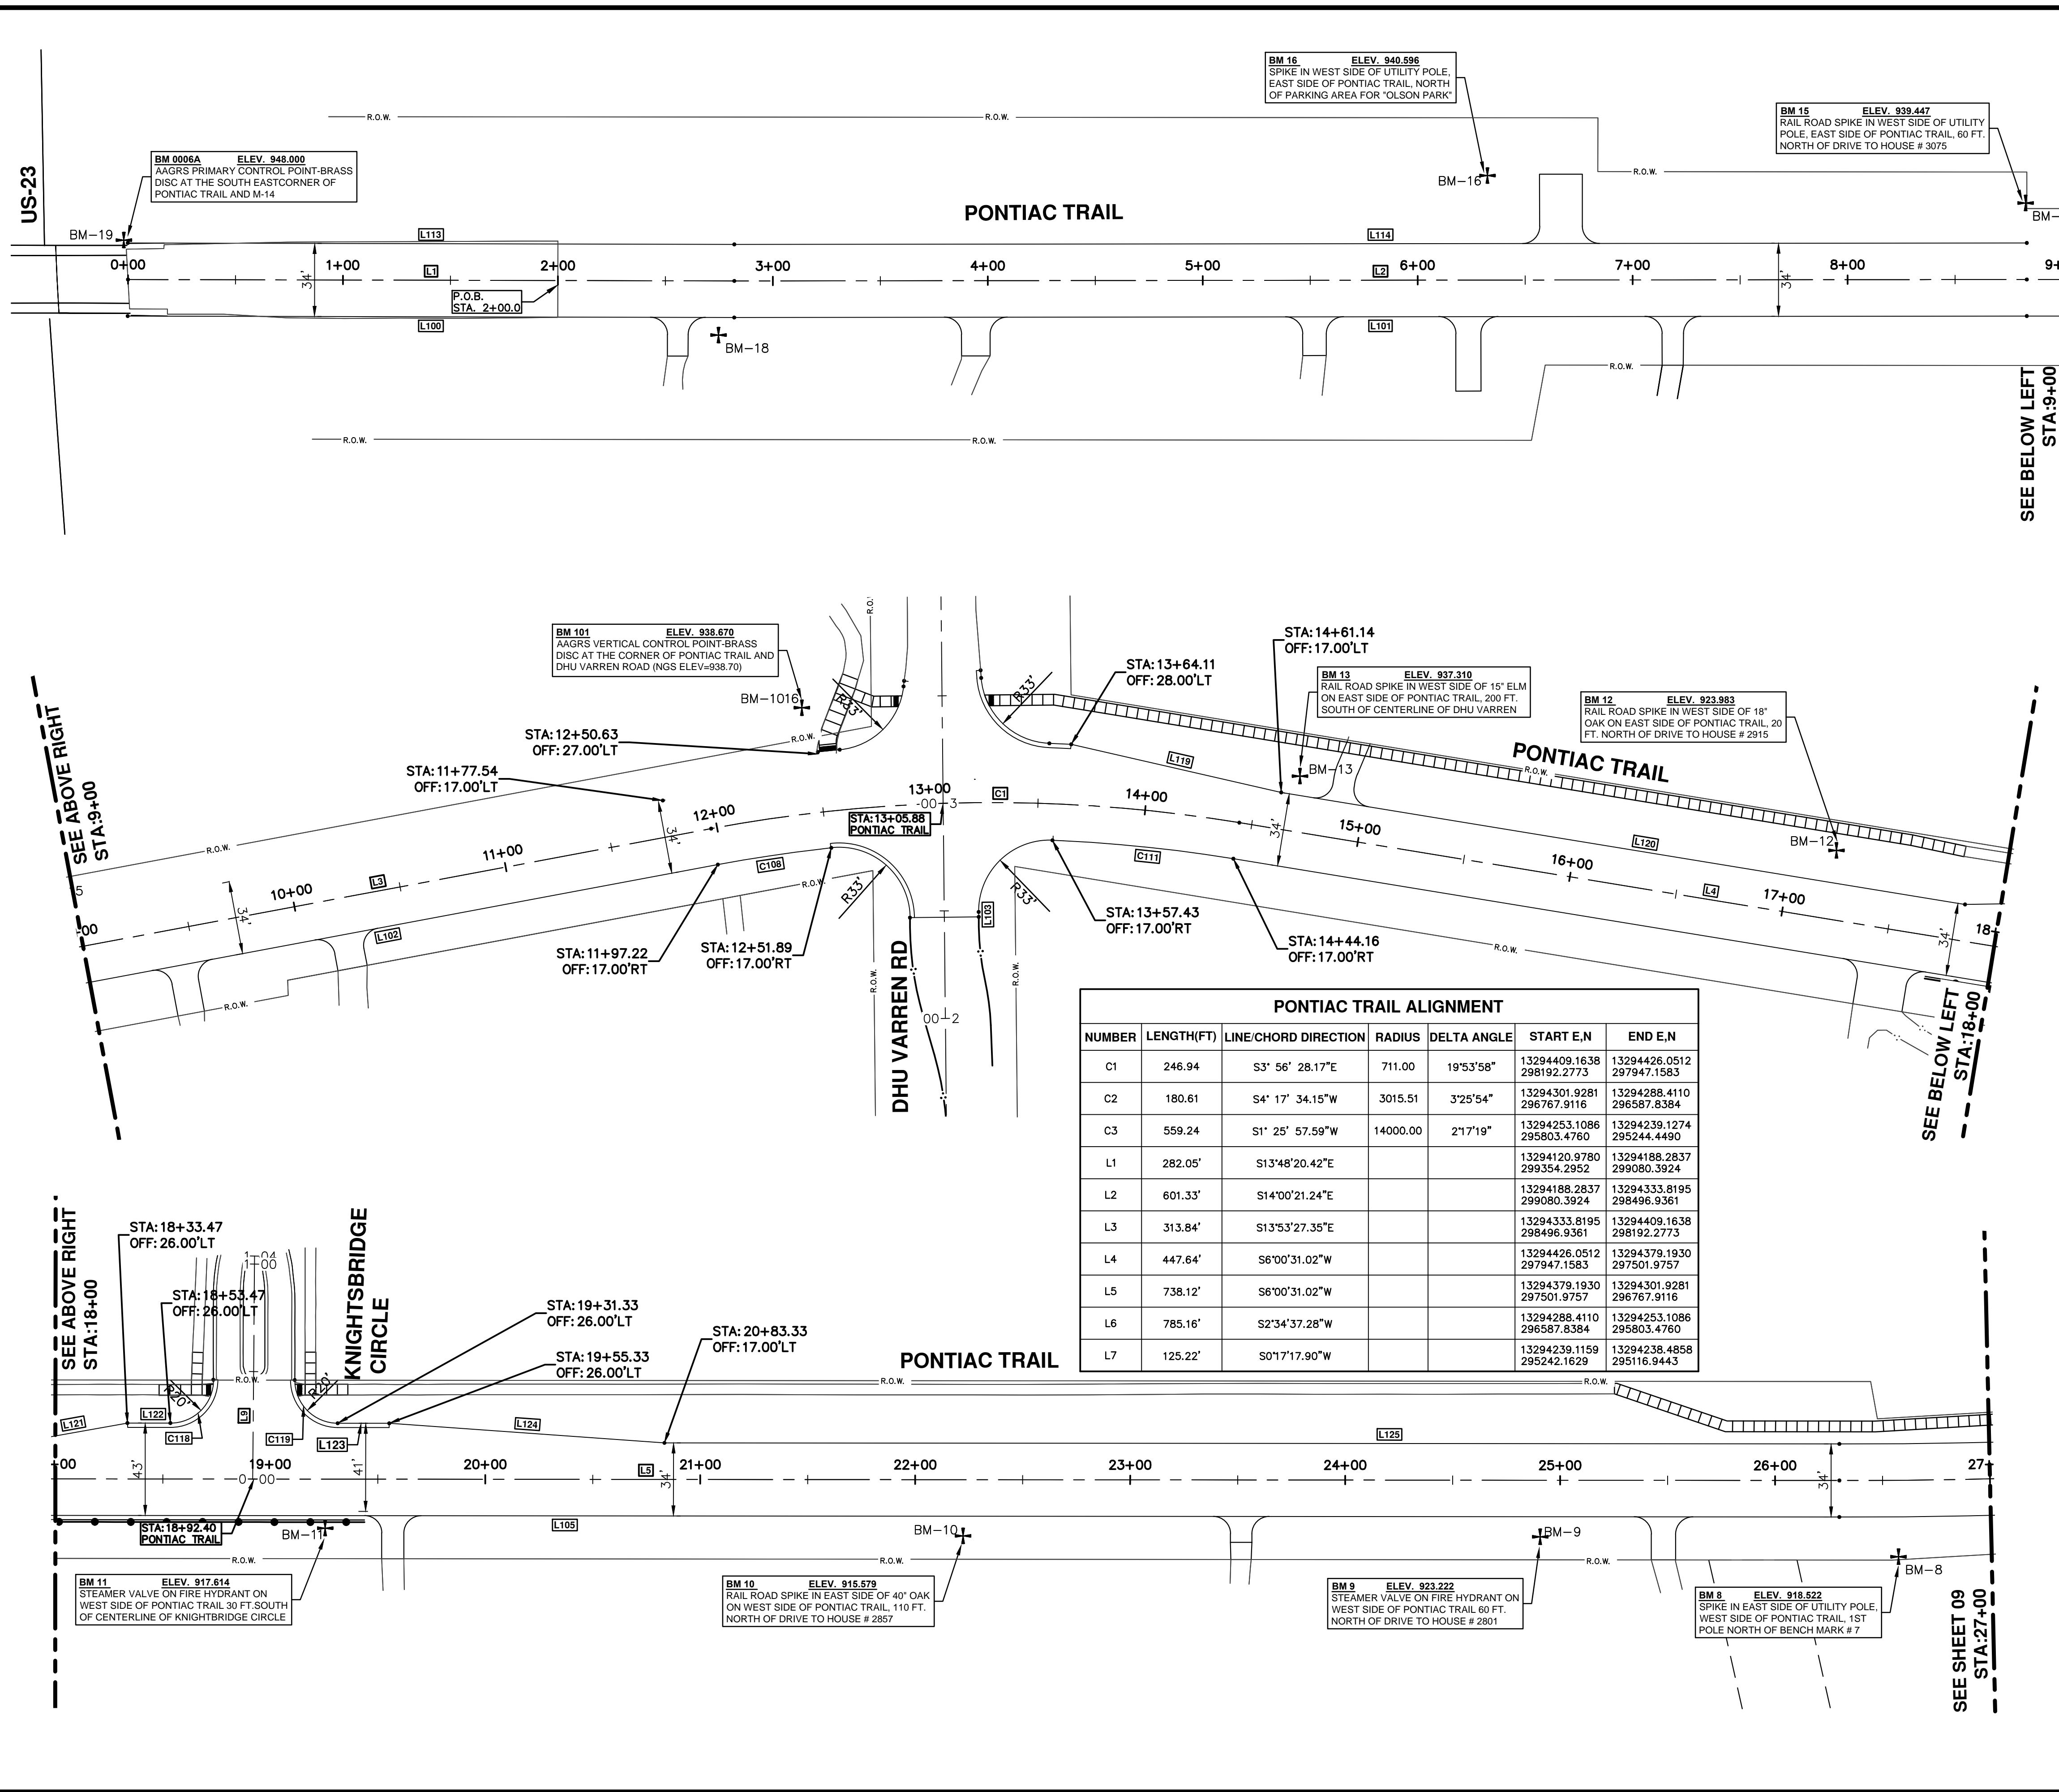 BM 16 ELEV. 940.596
SPIKE IN WEST SIDE OF UTILITY POLE,
EAST SIDE OF PONTIAC TRAIL, NORTH
OF PARKING AREA FOR "OLSON PARK"
BM 15 ELEV. 939.447
RAIL ROAD SPIKE IN WEST SIDE OF UTILITY
POLE, EAST SIDE OF PONTIAC TRAIL, 60 FT.
NORTH OF DRIVE TO HOUSE # 3075
R.O.W.
R.O.W.
US-23
BM 0006A ELEV. 948.000
AAGRS PRIMARY CONTROL POINT-BRASS
DISC AT THE SOUTH EASTCORNER OF
PONTIAC TRAIL AND M-14
R.O.W.
BM-16
BM-
PONTIAC TRAIL
BM-19
L113
L114
0+00 1+00 2+00 3+00 4+00 5+00 6+00 7+00 8+00 9+
34'
L1
L2
34'
P.O.B.
STA. 2+00.0
L100
L101
BM-18
R.O.W.
R.O.W.
R.O.W.
SEE BELOW LEFT
STA:9+00
R.O.W.
BM 101 ELEV. 938.670
AAGRS VERTICAL CONTROL POINT-BRASS
DISC AT THE CORNER OF PONTIAC TRAIL AND
DHU VARREN ROAD (NGS ELEV=938.70)
STA:14+61.14
OFF:17.00'LT
STA:13+64.11
OFF:28.00'LT
BM 13 ELEV. 937.310
RAIL ROAD SPIKE IN WEST SIDE OF 15" ELM
ON EAST SIDE OF PONTIAC TRAIL, 200 FT.
SOUTH OF CENTERLINE OF DHU VARREN
BM 12 ELEV. 923.983
RAIL ROAD SPIKE IN WEST SIDE OF 18"
OAK ON EAST SIDE OF PONTIAC TRAIL, 20
FT. NORTH OF DRIVE TO HOUSE # 2915
BM-1016
R33'
R33'
STA:12+50.63
OFF:27.00'LT
R.O.W.
L119
PONTIAC TRAIL
R.O.W.
BM-13
STA:11+77.54
OFF:17.00'LT
SEE ABOVE RIGHT
STA:9+00
13+00
-00-3
C1
14+00
STA:13+05.88
PONTIAC TRAIL
12+00
34'
34'
15+00
L120
BM-12
R.O.W.
11+00
C108
C111
16+00
L3
10+00
R.O.W.
R33'
R33'
L4
17+00
5
34'
+00
L102
L103
STA:13+57.43
OFF:17.00'RT
18+
34'
STA:11+97.22
OFF:17.00'RT
STA:12+51.89
OFF:17.00'RT
STA:14+44.16
OFF:17.00'RT
R.O.W.
R.O.W.
R.O.W.
R.O.W.
DHU VARREN RD
00-2
SEE BELOW LEFT
STA:18+00
PONTIAC TRAIL ALIGNMENT
NUMBER LENGTH(FT) LINE/CHORD DIRECTION RADIUS DELTA ANGLE START E,N END E,N
C1 246.94 S3° 56' 28.17"E 711.00 19°53'58" 13294409.1638 298192.2773 13294426.0512 297947.1583
C2 180.61 S4° 17' 34.15"W 3015.51 3°25'54" 13294301.9281 296767.9116 13294288.4110 296587.8384
C3 559.24 S1° 25' 57.59"W 14000.00 2°17'19" 13294253.1086 295803.4760 13294239.1274 295244.4490
L1 282.05' S13°48'20.42"E 13294120.9780 299354.2952 13294188.2837 299080.3924
L2 601.33' S14°00'21.24"E 13294188.2837 299080.3924 13294333.8195 298496.9361
L3 313.84' S13°53'27.35"E 13294333.8195 298496.9361 13294409.1638 298192.2773
L4 447.64' S6°00'31.02"W 13294426.0512 297947.1583 13294379.1930 297501.9757
L5 738.12' S6°00'31.02"W 13294379.1930 297501.9757 13294301.9281 296767.9116
L6 785.16' S2°34'37.28"W 13294288.4110 296587.8384 13294253.1086 295803.4760
L7 125.22' S0°17'17.90"W 13294239.1159 295242.1629 13294238.4858 295116.9443
SEE ABOVE RIGHT
STA:18+00
STA:18+33.47
OFF:26.00'LT
1+04
1+00
STA:18+53.47
OFF:26.00'LT
KNIGHTSBRIDGE
CIRCLE
STA:19+31.33
OFF:26.00'LT
STA:20+83.33
OFF:17.00'LT
STA:19+55.33
OFF:26.00'LT
PONTIAC TRAIL
R.O.W.
R.O.W.
R.O.W.
R20'
R20'
L121
L122
L9
C118
C119
L123
L124
L125
+00 19+00 20+00 21+00 22+00 23+00 24+00 25+00 26+00 27+
43'
0+00
41'
L5
34'
34'
STA:18+92.40
PONTIAC TRAIL
BM-11
L105
BM-10
BM-9
BM-8
R.O.W.
R.O.W.
R.O.W.
BM 11 ELEV. 917.614
STEAMER VALVE ON FIRE HYDRANT ON
WEST SIDE OF PONTIAC TRAIL 30 FT.SOUTH
OF CENTERLINE OF KNIGHTBRIDGE CIRCLE
BM 10 ELEV. 915.579
RAIL ROAD SPIKE IN EAST SIDE OF 40" OAK
ON WEST SIDE OF PONTIAC TRAIL, 110 FT.
NORTH OF DRIVE TO HOUSE # 2857
BM 9 ELEV. 923.222
STEAMER VALVE ON FIRE HYDRANT ON
WEST SIDE OF PONTIAC TRAIL 60 FT.
NORTH OF DRIVE TO HOUSE # 2801
BM 8 ELEV. 918.522
SPIKE IN EAST SIDE OF UTILITY POLE,
WEST SIDE OF PONTIAC TRAIL, 1ST
POLE NORTH OF BENCH MARK # 7
SEE SHEET 09
STA:27+00